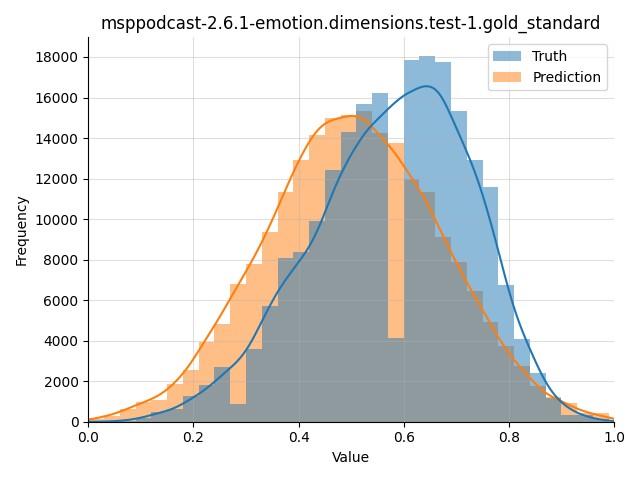 msppodcast-2.6.1-emotion.dimensions.test-1.gold_standard
Truth
Prediction
Frequency
18000
16000
14000
12000
10000
8000
6000
4000
2000
0
0.0 0.2 0.4 0.6 0.8 1.0
Value